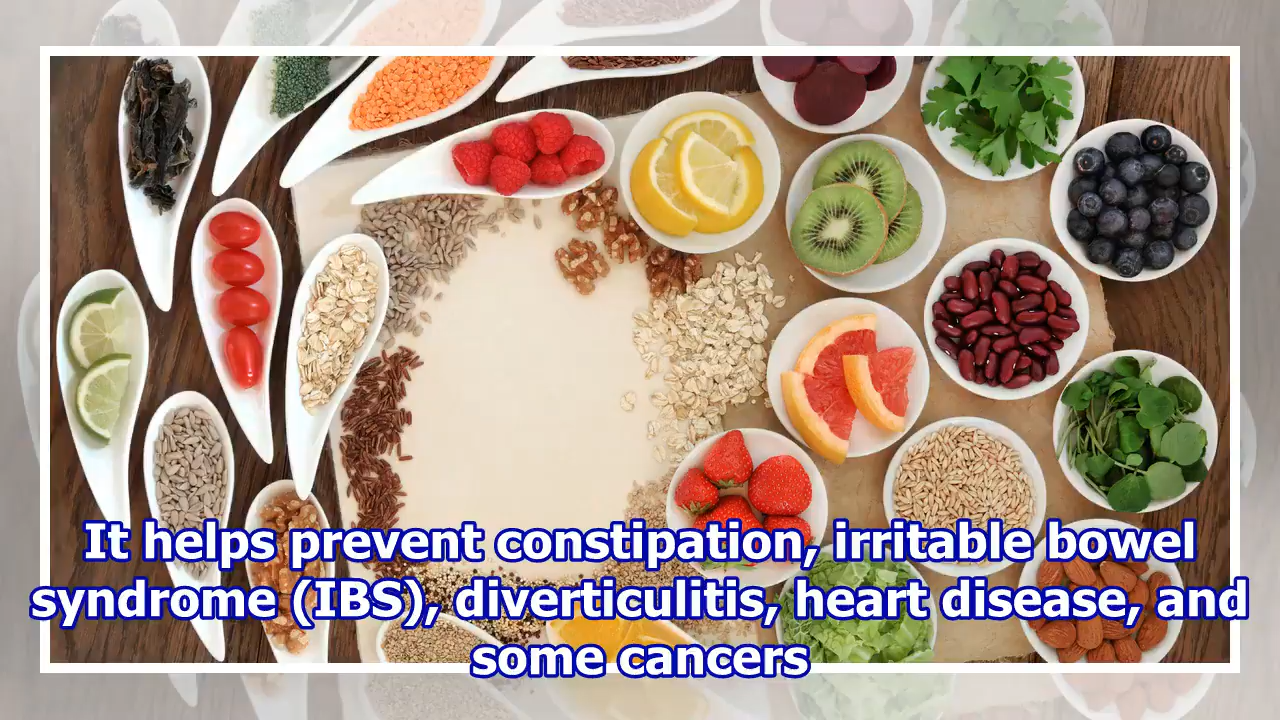 It helps prevent constipation, irritable bowel
syndrome (IBS), diverticulitis, heart disease, and
some cancers